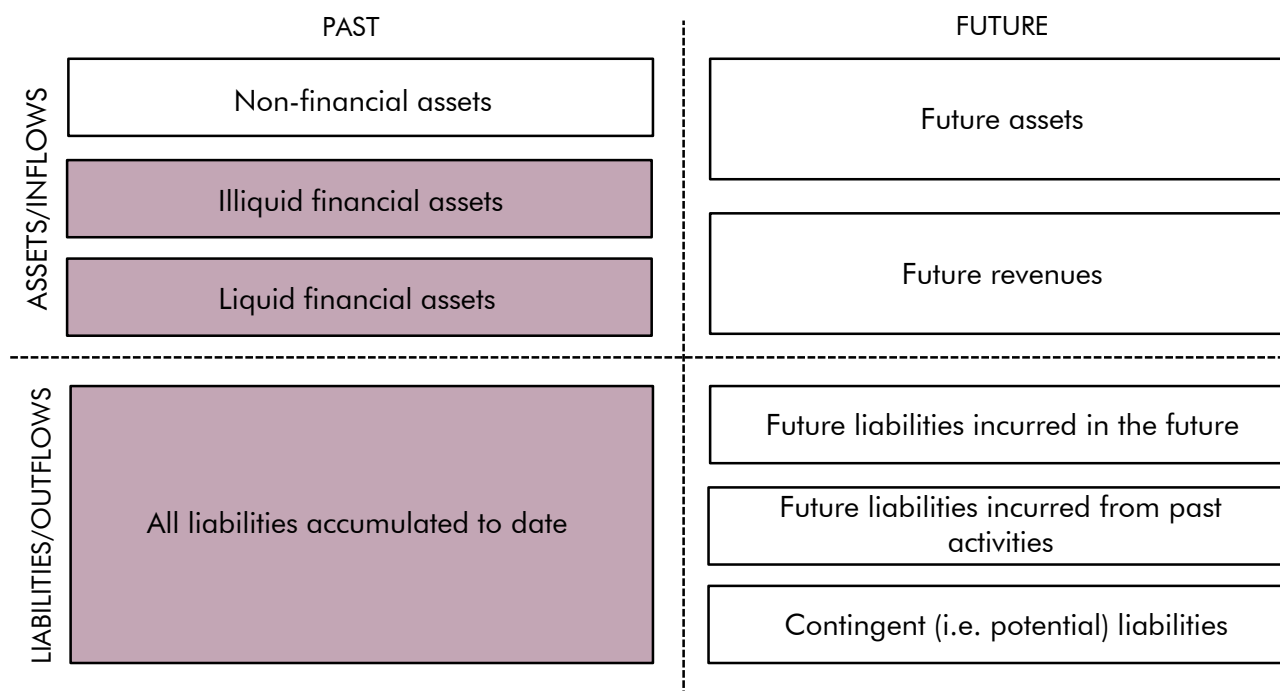 PAST
FUTURE
ASSETS/INFLOWS
Non-financial assets
Illiquid financial assets
Liquid financial assets
Future assets
Future revenues
LIABILITIES/OUTFLOWS
All liabilities accumulated to date
Future liabilities incurred in the future
Future liabilities incurred from past
activities
Contingent (i.e. potential) liabilities